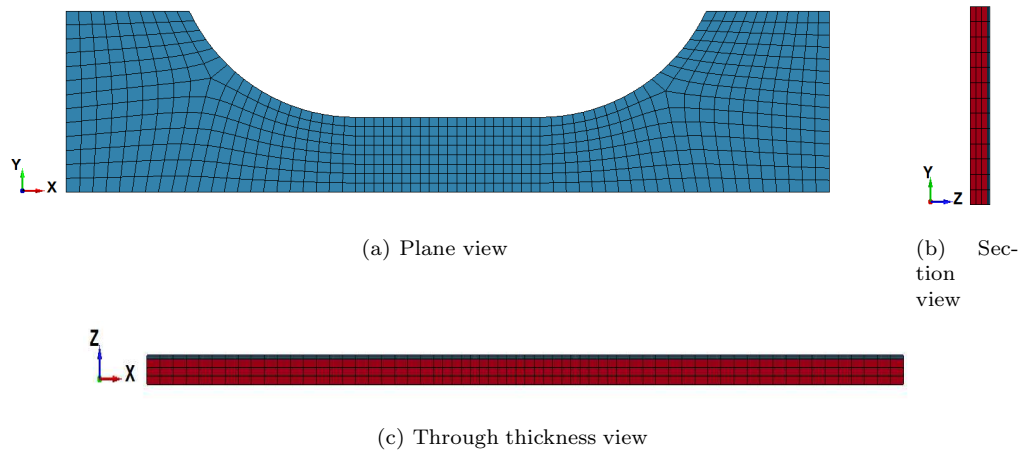 Y
X
Y
Z
(a) Plane view
(b) Sec-
tion
view
Z
X
(c) Through thickness view